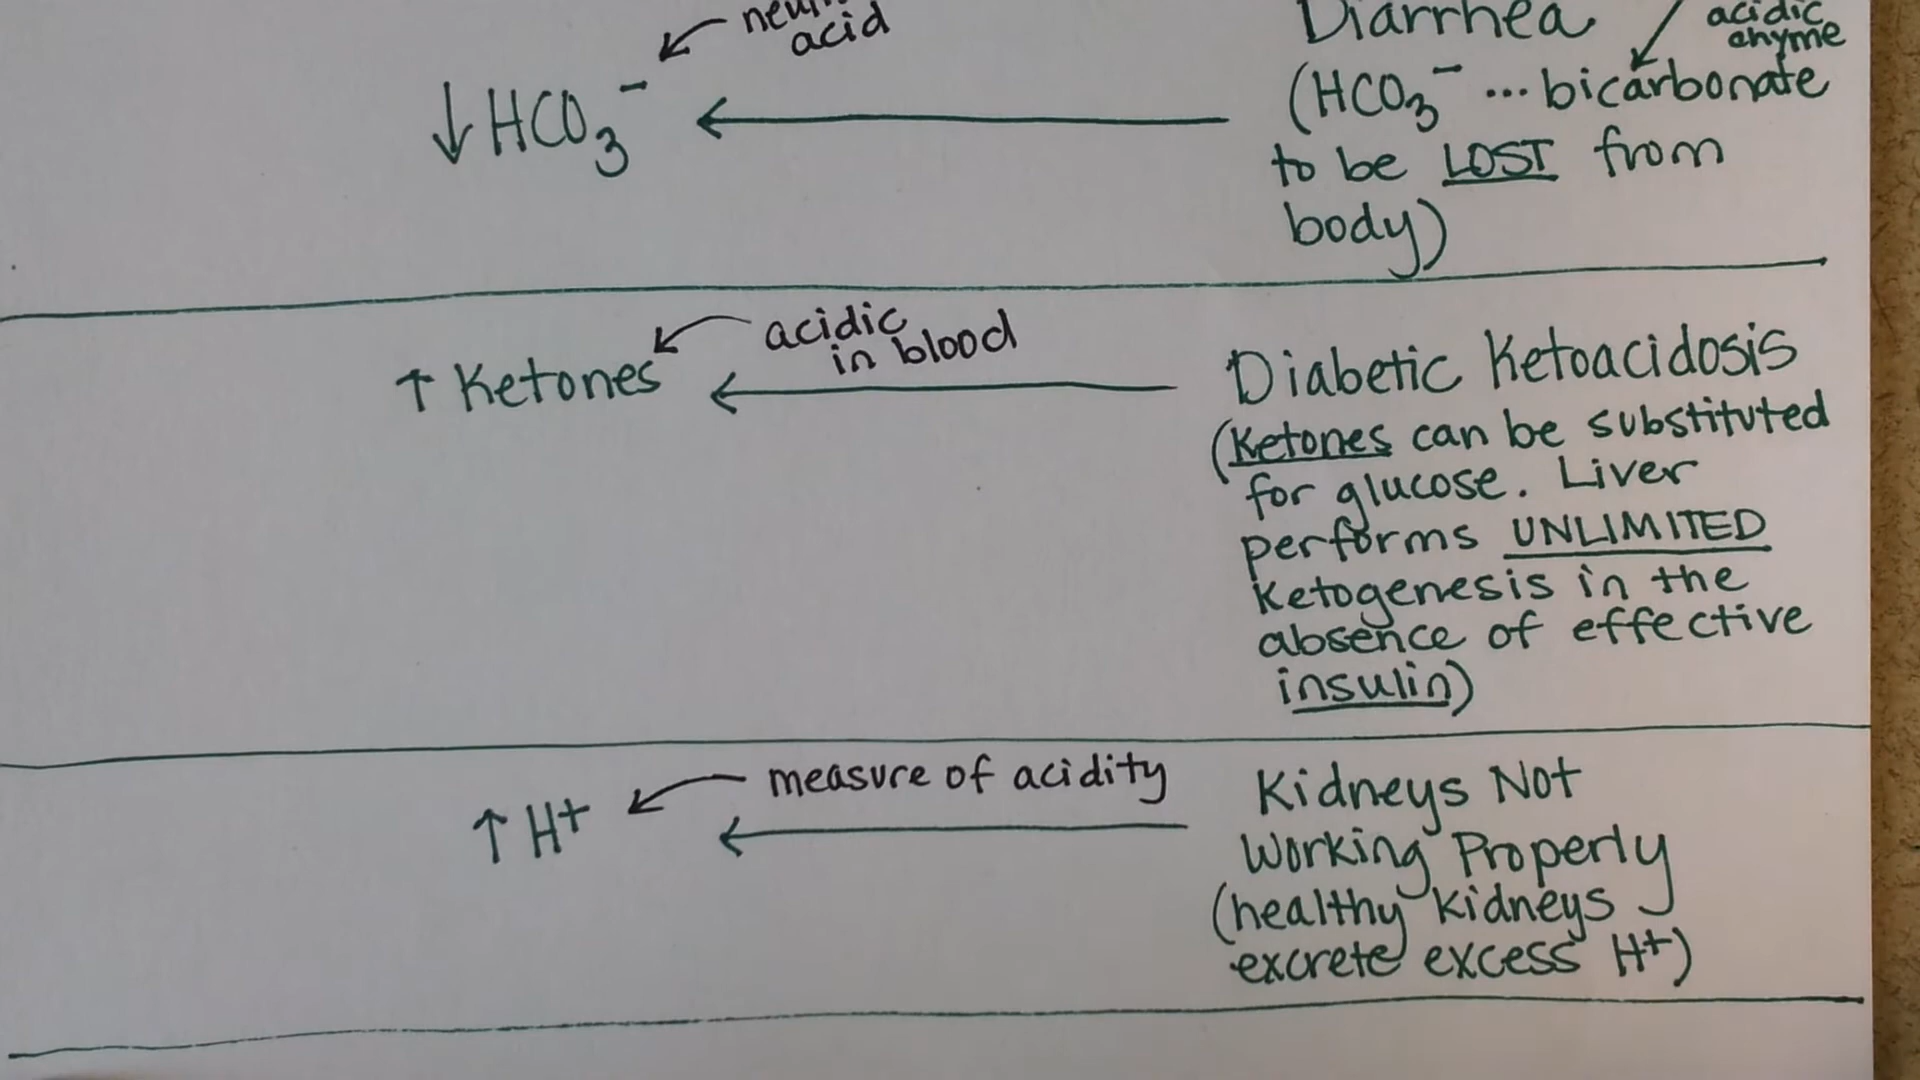 acid
↓ HCO₃⁻
Diarrhea
acidic
chyme
(HCO₃⁻ ... bicarbonate
to be LOST from
body)
↑ Ketones
acidic
in blood
Diabetic Ketoacidosis
(Ketones can be substituted
for glucose. Liver
performs UNLIMITED
Ketogenesis in the
absence of effective
insulin)
↑ H+
measure of acidity
Kidneys Not
Working Properly
(healthy kidneys
excrete excess H+)